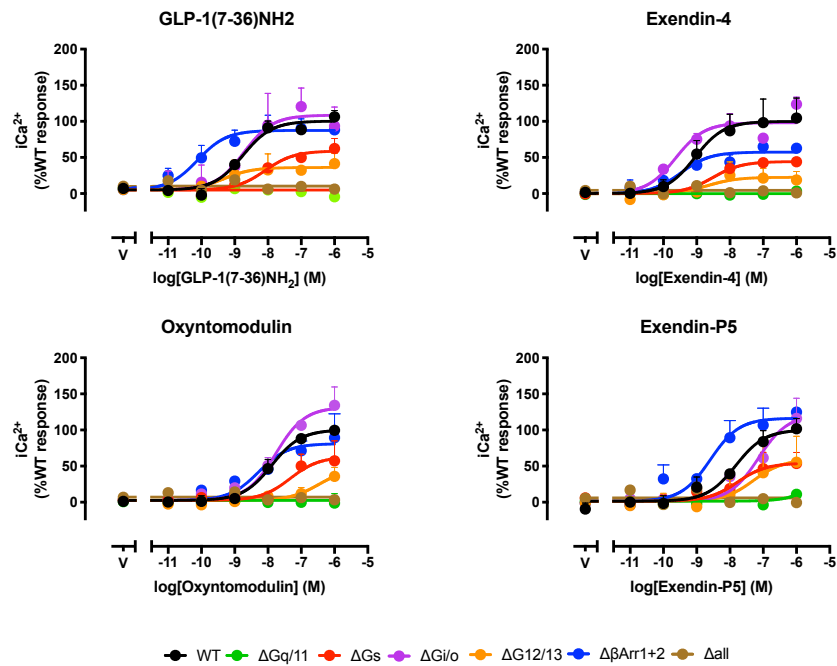 GLP-1(7-36)NH2
Exendin-4
200
150
100
50
0
iCa²⁺
(%WT response)
V
-11 -10 -9 -8 -7 -6 -5
log[GLP-1(7-36)NH₂] (M)
200
150
100
50
0
iCa²⁺
(%WT response)
V
-11 -10 -9 -8 -7 -6 -5
log[Exendin-4] (M)
Oxyntomodulin
Exendin-P5
200
150
100
50
0
iCa²⁺
(%WT response)
V
-11 -10 -9 -8 -7 -6 -5
log[Oxyntomodulin] (M)
200
150
100
50
0
iCa²⁺
(%WT response)
V
-11 -10 -9 -8 -7 -6 -5
log[Exendin-P5] (M)
WT ΔGq/11 ΔGs ΔGi/o ΔG12/13 ΔβArr1+2 Δall